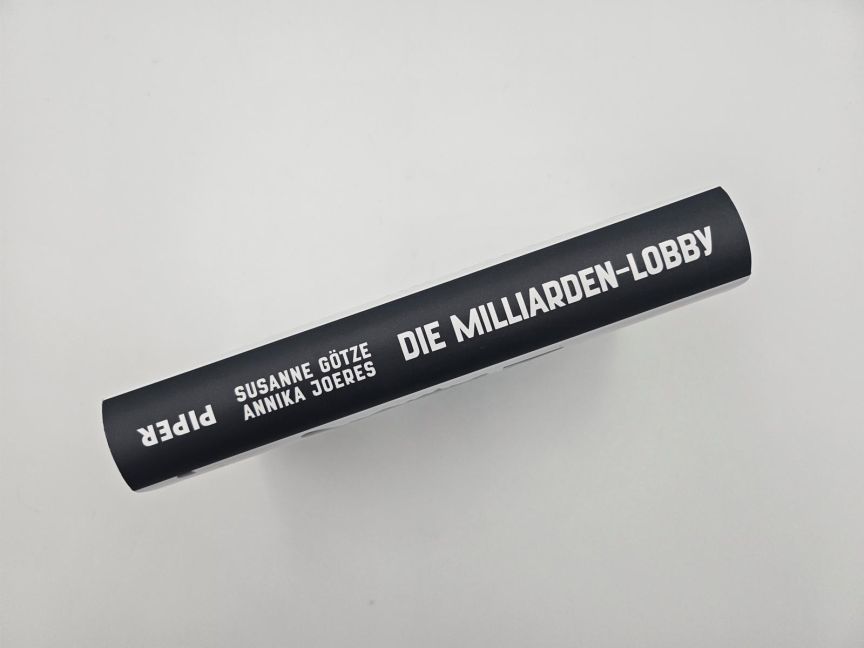 SUSANNE GÖTZE
ANNIKA JOERES
DIE MILLIARDEN-LOBBY
PIPER